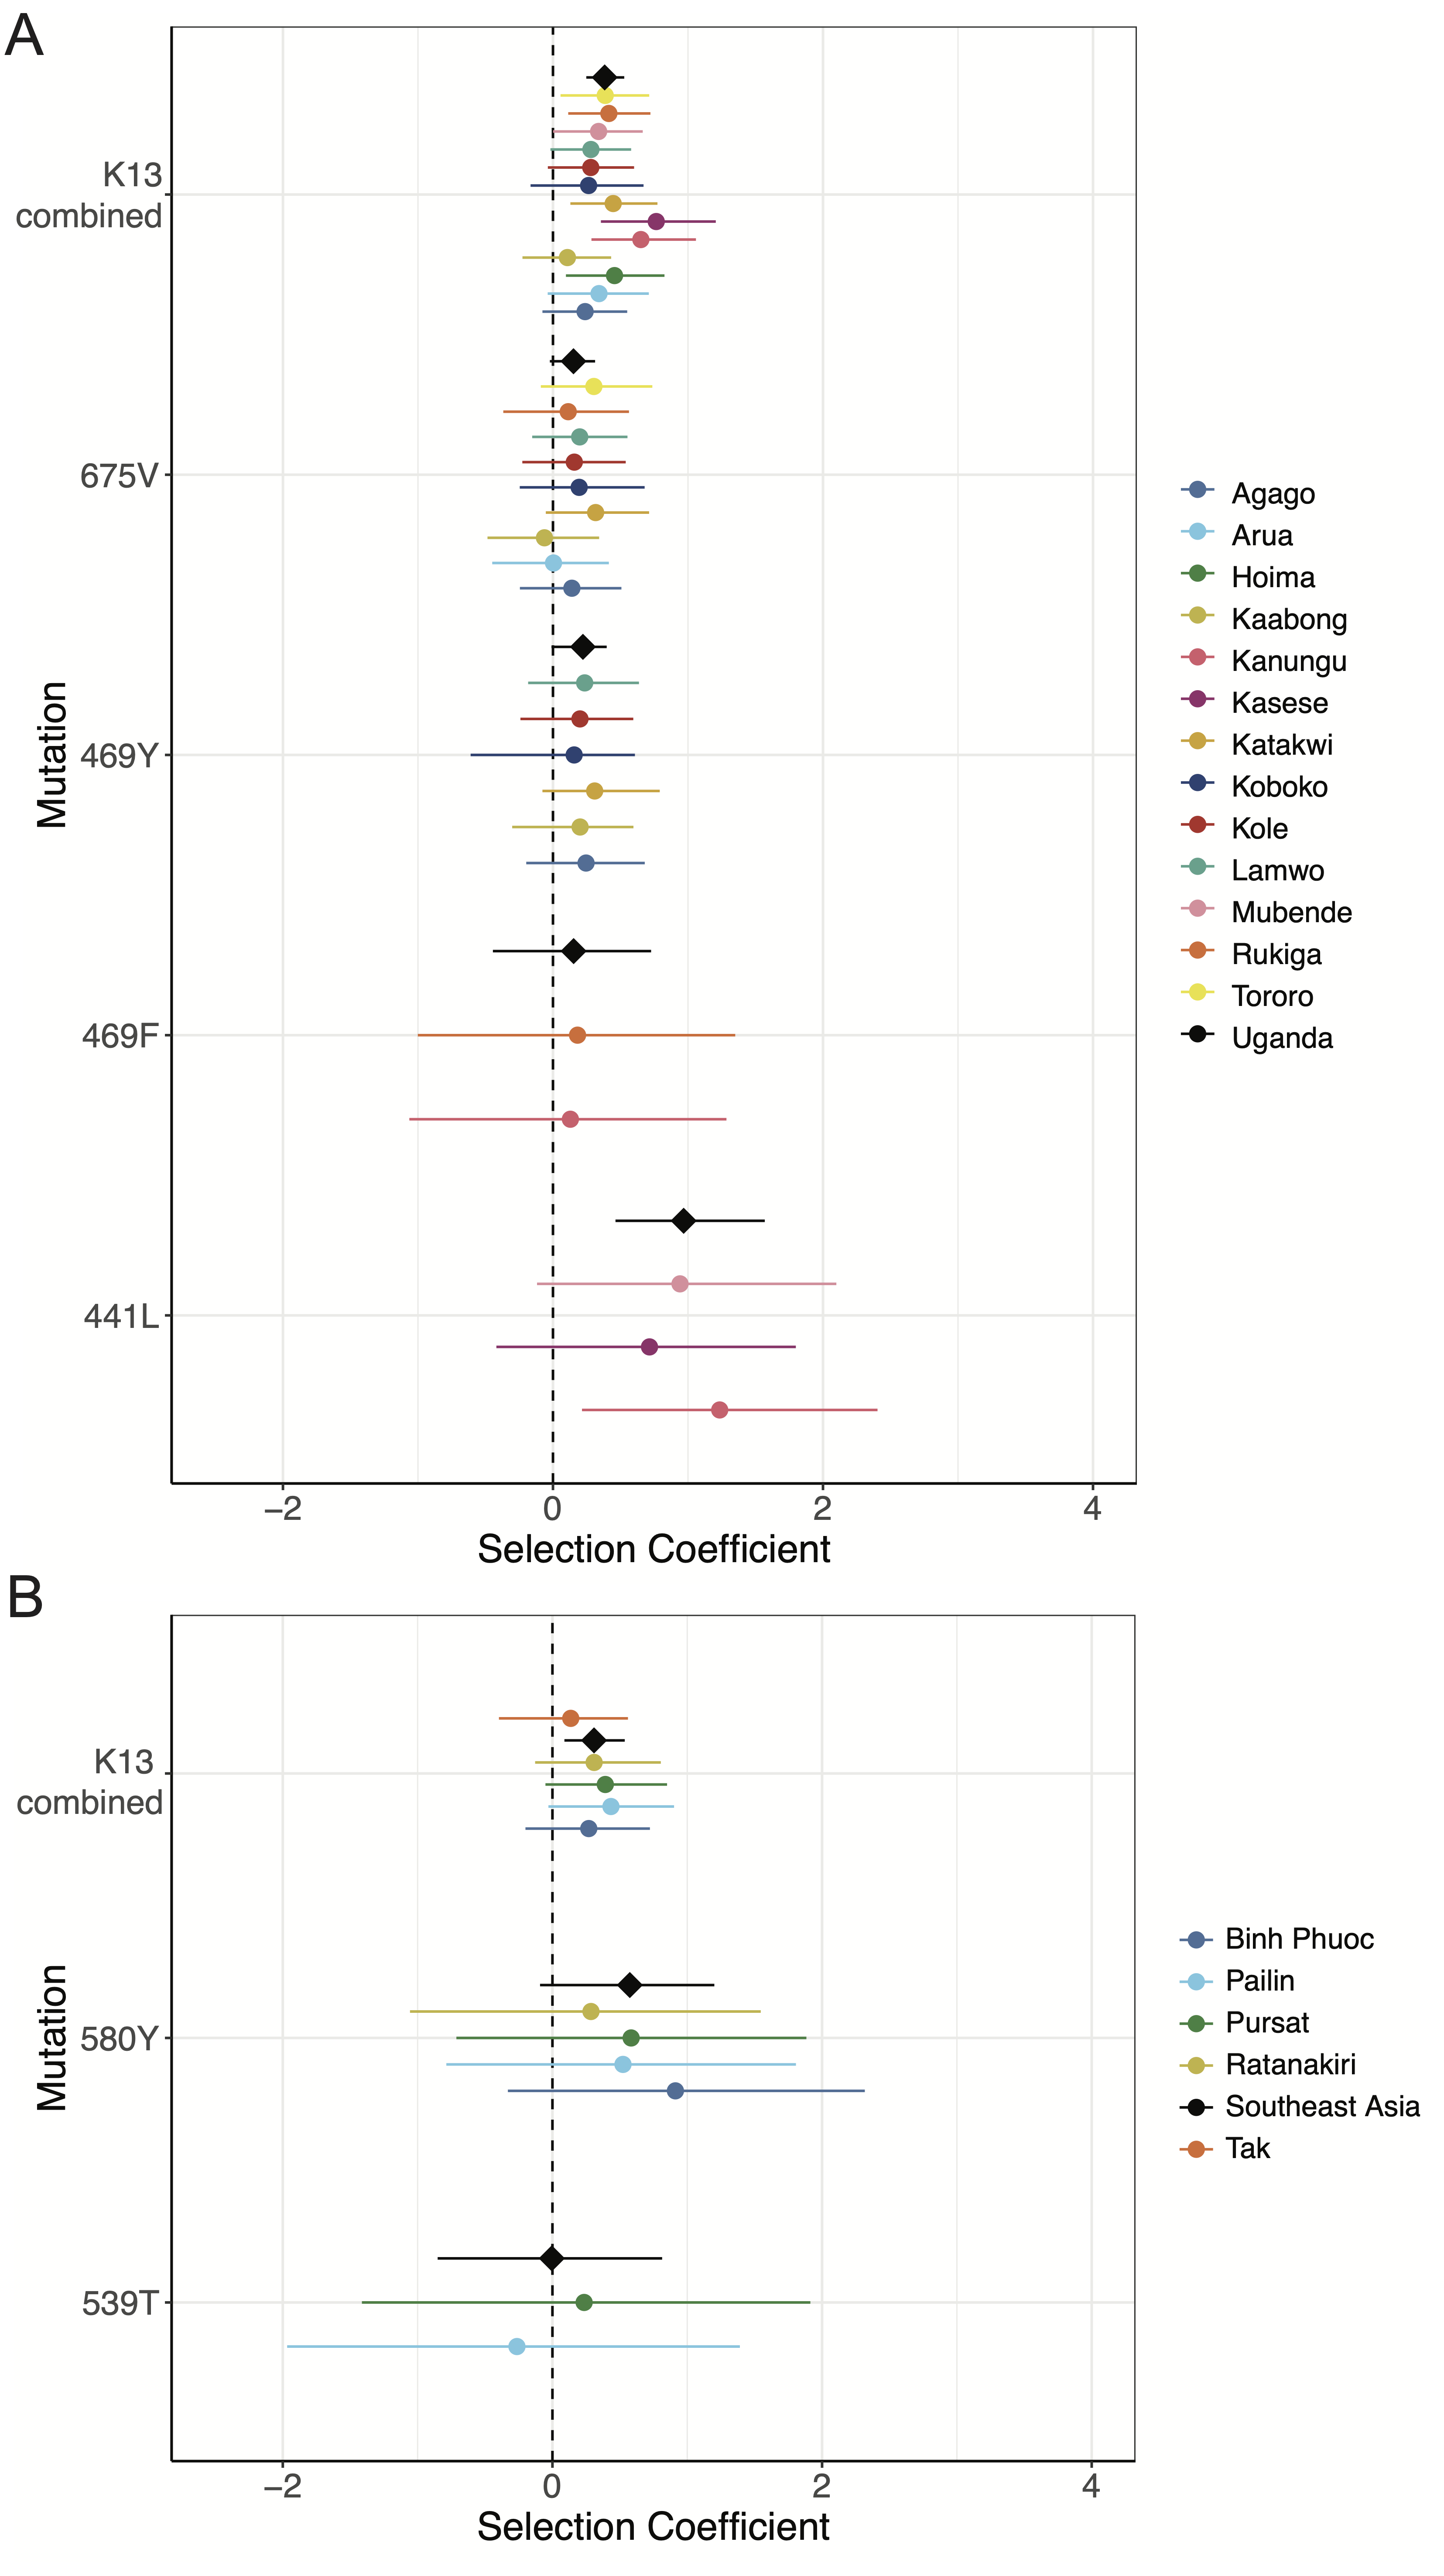 A
K13
combined
675V
469Y
469F
441L
Mutation
−2 0 2 4
Selection Coefficient
Agago
Arua
Hoima
Kaabong
Kanungu
Kasese
Katakwi
Koboko
Kole
Lamwo
Mubende
Rukiga
Tororo
Uganda
B
K13
combined
580Y
539T
Mutation
−2 0 2 4
Selection Coefficient
Binh Phuoc
Pailin
Pursat
Ratanakiri
Southeast Asia
Tak